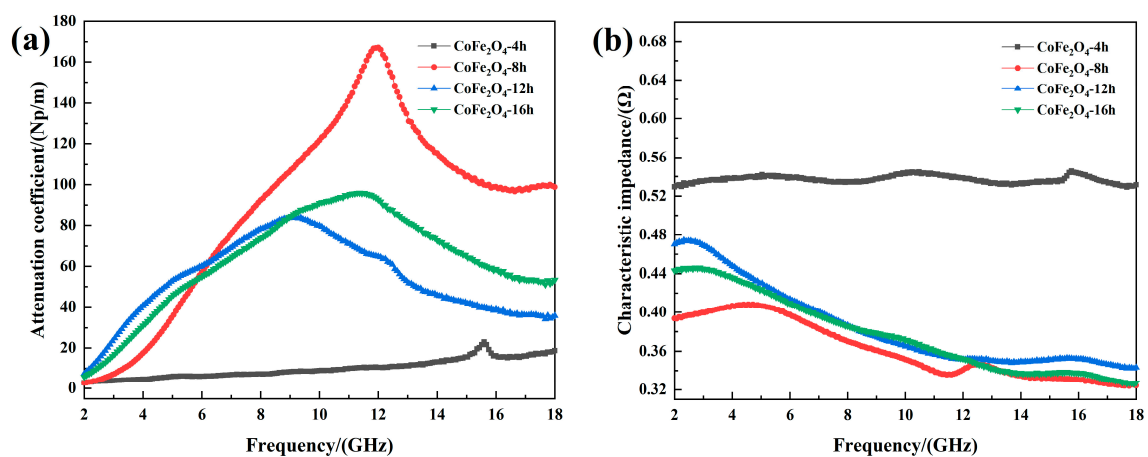 (a)
Attenuation coefficient/(Np/m)
180
160
140
120
100
80
60
40
20
0
CoFe₂O₄-4h
CoFe₂O₄-8h
CoFe₂O₄-12h
CoFe₂O₄-16h
2 4 6 8 10 12 14 16 18
Frequency/(GHz)
(b)
Characteristic impedance/(Ω)
0.68
0.64
0.60
0.56
0.52
0.48
0.44
0.40
0.36
0.32
CoFe₂O₄-4h
CoFe₂O₄-8h
CoFe₂O₄-12h
CoFe₂O₄-16h
2 4 6 8 10 12 14 16 18
Frequency/(GHz)